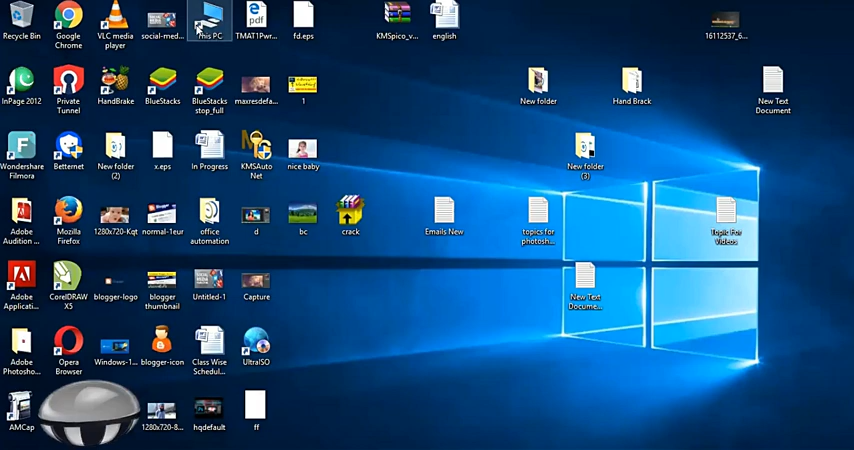 Recycle Bin
Google
Chrome
VLC media
player
social-med...
This PC
TMAT1Pwr...
fd.eps
KMSpico_v...
english
16112537_6...
InPage 2012
Private
Tunnel
HandBrake
BlueStacks
BlueStacks
stop_full
maxresdefa...
1
New folder
Hand Brack
New Text
Document
Wondershare
Filmora
Betternet
New folder
(2)
x.eps
In Progress
KMSAuto
Net
nice baby
New folder
(3)
Adobe
Audition ...
Mozilla
Firefox
1280x720-Kqt
normal-1eur
office
automation
d
bc
crack
Emails New
topics for
photosh...
Topic For
Videos
Adobe
Applicati...
CorelDRAW
X5
blogger-logo
blogger
thumbnail
Untitled-1
Capture
New Text
Docume...
Adobe
Photosho...
Opera
Browser
Windows-1...
blogger-icon
Class Wise
Schedul...
UltraISO
AMCap
1280x720-8...
hqdefault
ff